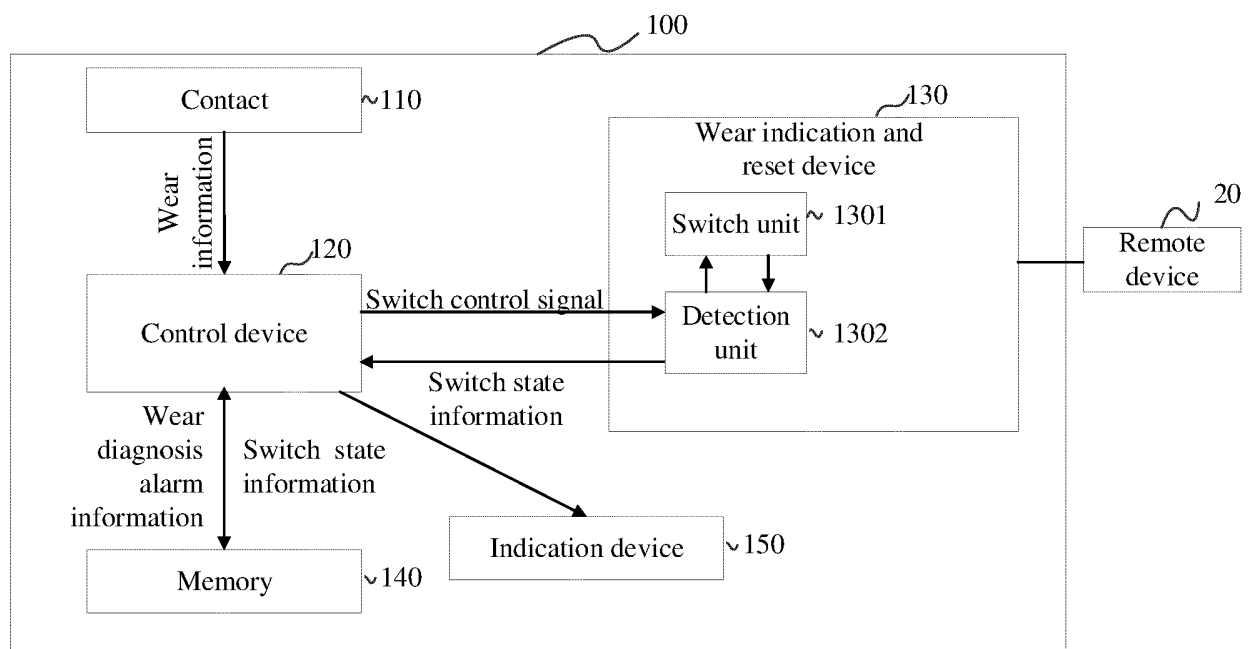 100
Contact
110
Wear
information
130
Wear indication and
reset device
Switch unit
1301
20
Remote
device
120
Control device
Switch control signal
Detection
unit
1302
Switch state
information
Wear
diagnosis
alarm
information
Switch state
information
Indication device
150
Memory
140